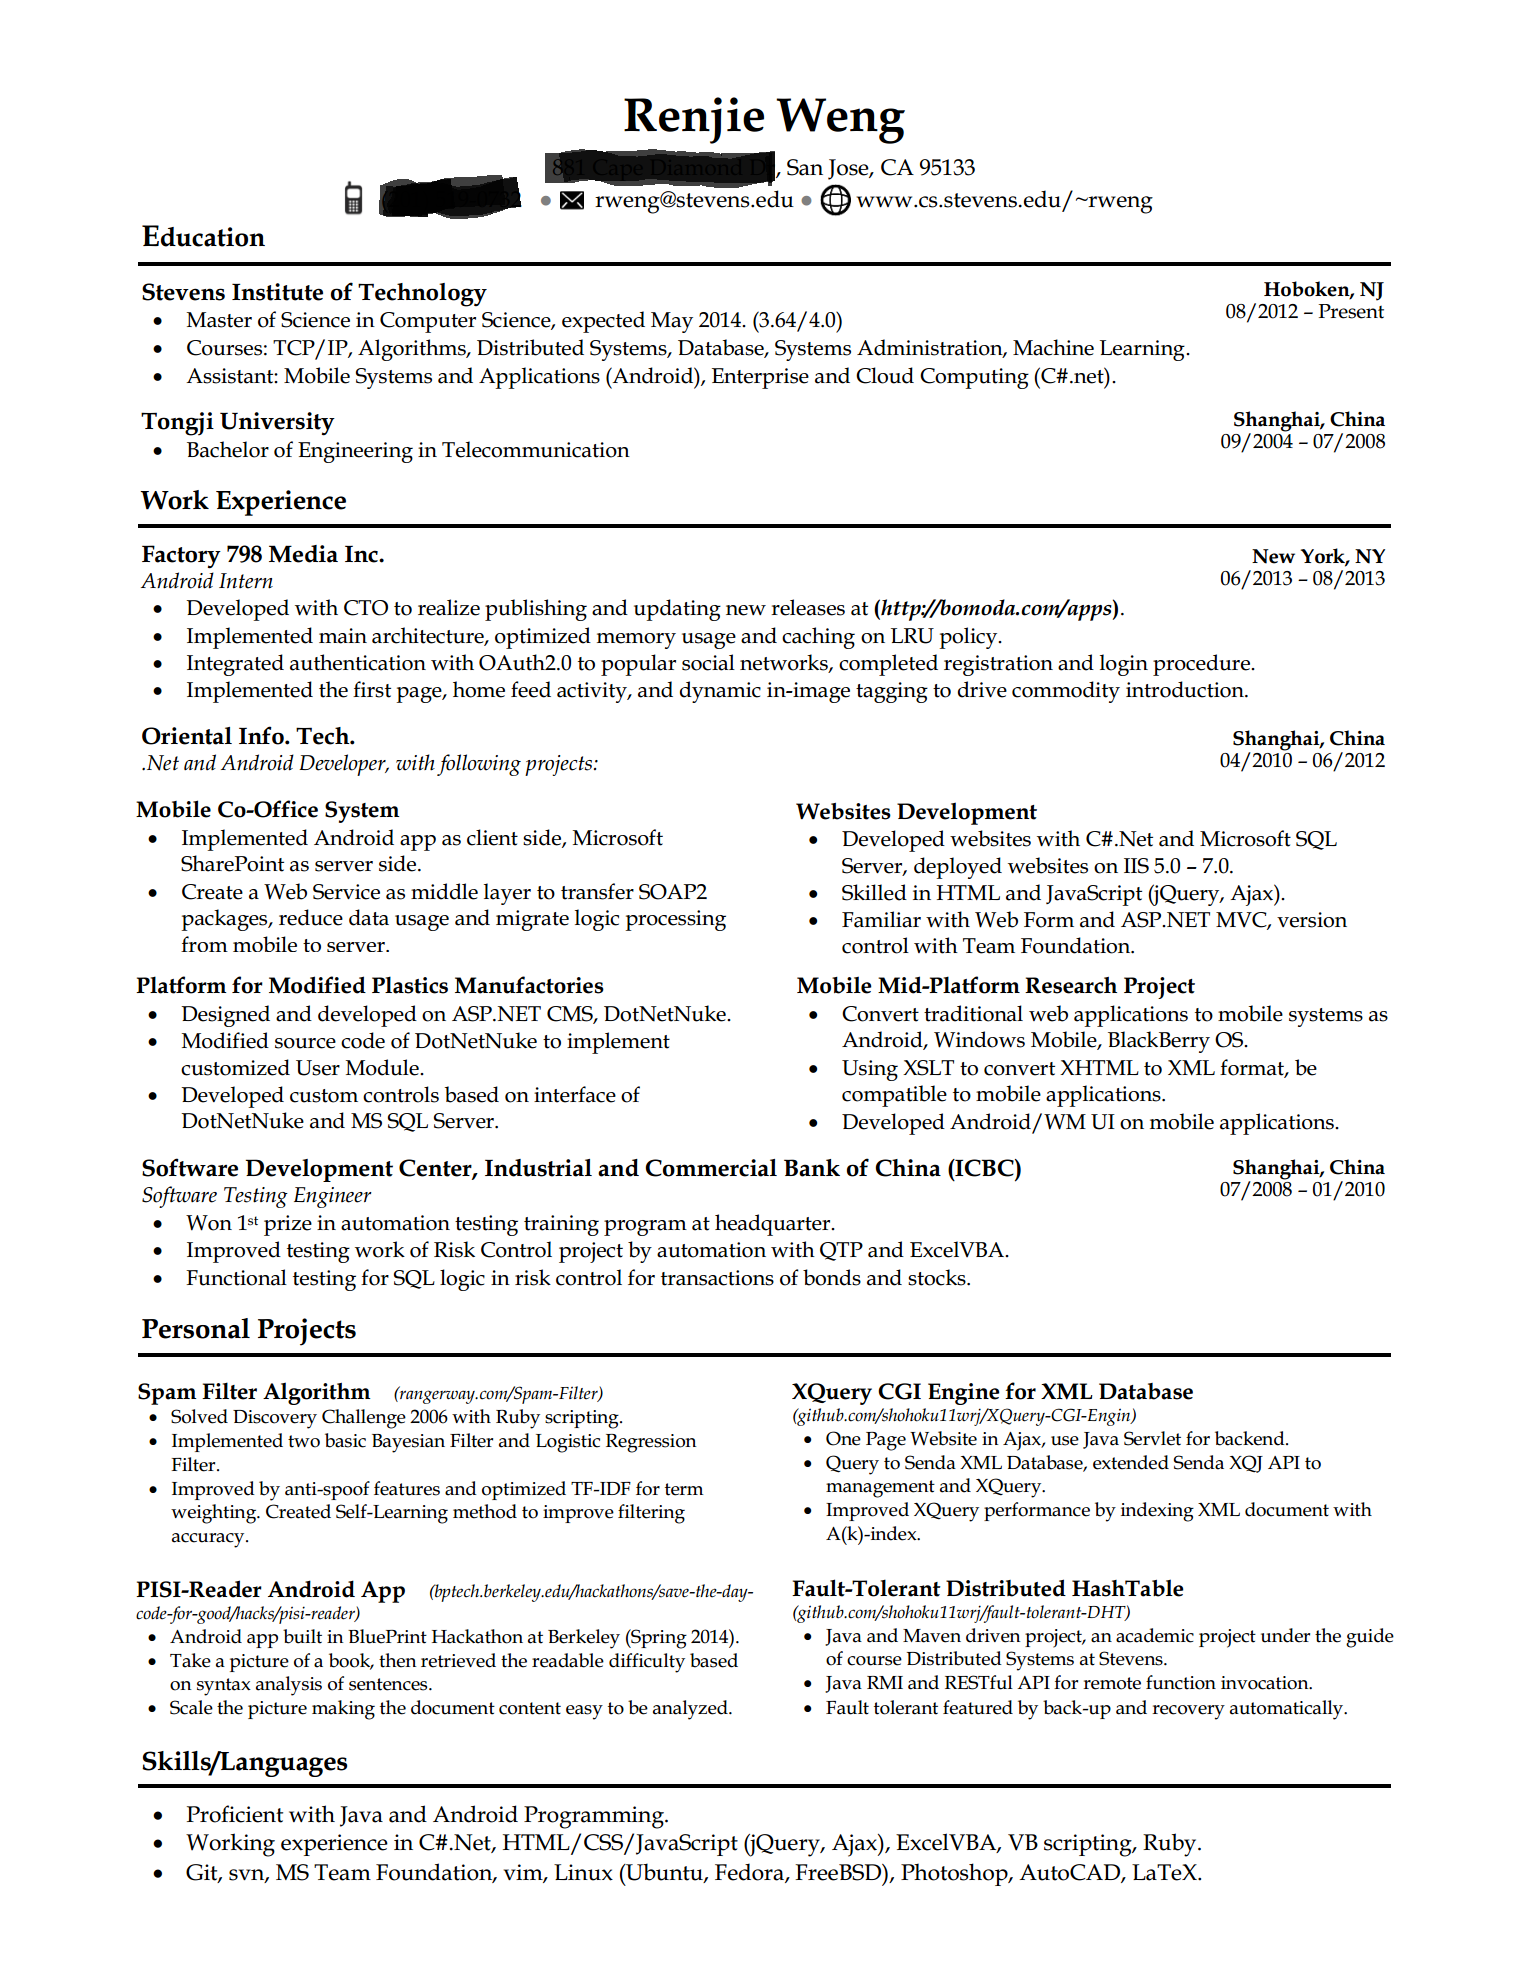 Renjie Weng
, San Jose, CA 95133
● rweng@stevens.edu ● www.cs.stevens.edu/~rweng
Education
Stevens Institute of Technology
Hoboken, NJ
08/2012 – Present
• Master of Science in Computer Science, expected May 2014. (3.64/4.0)
• Courses: TCP/IP, Algorithms, Distributed Systems, Database, Systems Administration, Machine Learning.
• Assistant: Mobile Systems and Applications (Android), Enterprise and Cloud Computing (C#.net).
Tongji University
Shanghai, China
09/2004 – 07/2008
• Bachelor of Engineering in Telecommunication
Work Experience
Factory 798 Media Inc.
New York, NY
Android Intern
06/2013 – 08/2013
• Developed with CTO to realize publishing and updating new releases at (http://bomoda.com/apps).
• Implemented main architecture, optimized memory usage and caching on LRU policy.
• Integrated authentication with OAuth2.0 to popular social networks, completed registration and login procedure.
• Implemented the first page, home feed activity, and dynamic in-image tagging to drive commodity introduction.
Oriental Info. Tech.
Shanghai, China
.Net and Android Developer, with following projects:
04/2010 – 06/2012
Mobile Co-Office System
• Implemented Android app as client side, Microsoft
SharePoint as server side.
• Create a Web Service as middle layer to transfer SOAP2
packages, reduce data usage and migrate logic processing
from mobile to server.
Websites Development
• Developed websites with C#.Net and Microsoft SQL
Server, deployed websites on IIS 5.0 – 7.0.
• Skilled in HTML and JavaScript (jQuery, Ajax).
• Familiar with Web Form and ASP.NET MVC, version
control with Team Foundation.
Platform for Modified Plastics Manufactories
• Designed and developed on ASP.NET CMS, DotNetNuke.
• Modified source code of DotNetNuke to implement
customized User Module.
• Developed custom controls based on interface of
DotNetNuke and MS SQL Server.
Mobile Mid-Platform Research Project
• Convert traditional web applications to mobile systems as
Android, Windows Mobile, BlackBerry OS.
• Using XSLT to convert XHTML to XML format, be
compatible to mobile applications.
• Developed Android/WM UI on mobile applications.
Software Development Center, Industrial and Commercial Bank of China (ICBC)
Shanghai, China
Software Testing Engineer
07/2008 – 01/2010
• Won 1st prize in automation testing training program at headquarter.
• Improved testing work of Risk Control project by automation with QTP and ExcelVBA.
• Functional testing for SQL logic in risk control for transactions of bonds and stocks.
Personal Projects
Spam Filter Algorithm (rangerway.com/Spam-Filter)
• Solved Discovery Challenge 2006 with Ruby scripting.
• Implemented two basic Bayesian Filter and Logistic Regression
Filter.
• Improved by anti-spoof features and optimized TF-IDF for term
weighting. Created Self-Learning method to improve filtering
accuracy.
XQuery CGI Engine for XML Database
(github.com/shohoku11wrj/XQuery-CGI-Engin)
• One Page Website in Ajax, use Java Servlet for backend.
• Query to Senda XML Database, extended Senda XQJ API to
management and XQuery.
• Improved XQuery performance by indexing XML document with
A(k)-index.
PISI-Reader Android App (bptech.berkeley.edu/hackathons/save-the-day-
code-for-good/hacks/pisi-reader)
• Android app built in BluePrint Hackathon at Berkeley (Spring 2014).
• Take a picture of a book, then retrieved the readable difficulty based
on syntax analysis of sentences.
• Scale the picture making the document content easy to be analyzed.
Fault-Tolerant Distributed HashTable
(github.com/shohoku11wrj/fault-tolerant-DHT)
• Java and Maven driven project, an academic project under the guide
of course Distributed Systems at Stevens.
• Java RMI and RESTful API for remote function invocation.
• Fault tolerant featured by back-up and recovery automatically.
Skills/Languages
• Proficient with Java and Android Programming.
• Working experience in C#.Net, HTML/CSS/JavaScript (jQuery, Ajax), ExcelVBA, VB scripting, Ruby.
• Git, svn, MS Team Foundation, vim, Linux (Ubuntu, Fedora, FreeBSD), Photoshop, AutoCAD, LaTeX.